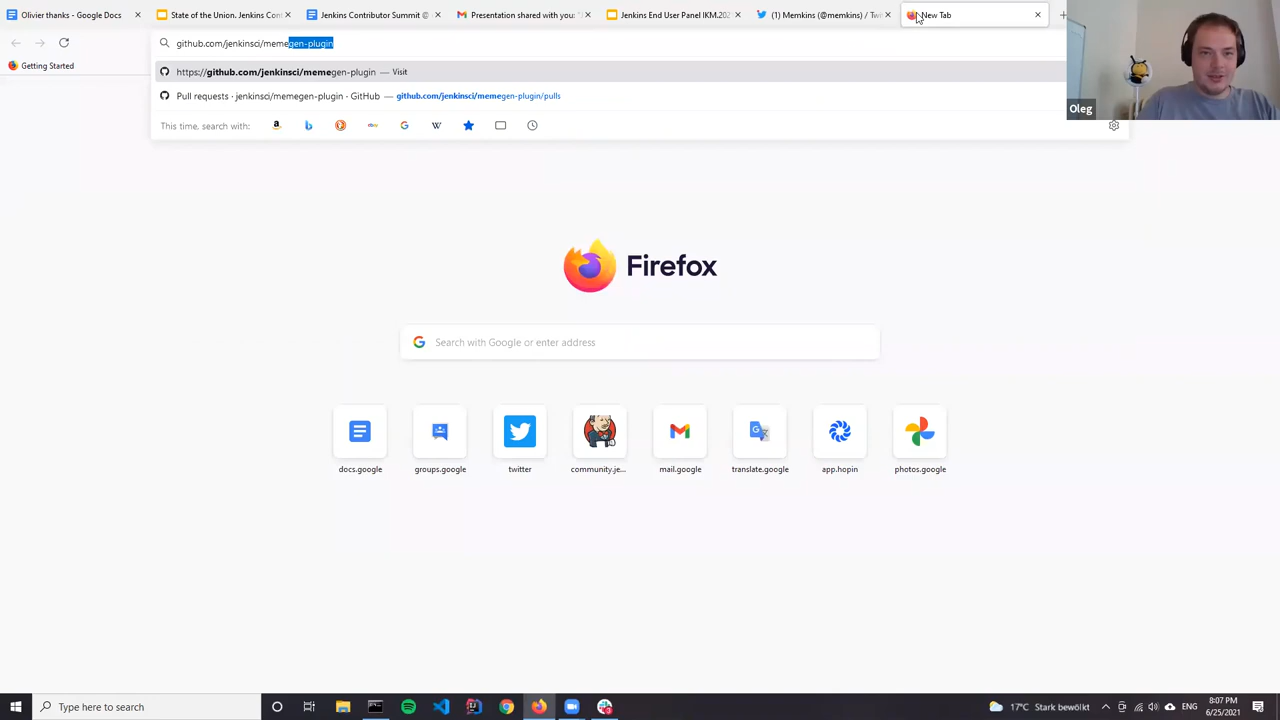 Olivier thanks - Google Docs
State of the Union. Jenkins Con
Jenkins Contributor Summit @
Presentation shared with you: "
Jenkins End User Panel (LM.202
(1) Memkins (@memkins) / Twi
New Tab
github.com/jenkinsci/memegen-plugin
Getting Started
https://github.com/jenkinsci/memegen-plugin — Visit
Pull requests · jenkinsci/memegen-plugin · GitHub — github.com/jenkinsci/memegen-plugin/pulls
Oleg
This time, search with:
Firefox
Search with Google or enter address
docs.google
groups.google
twitter
community.je...
mail.google
translate.google
app.hopin
photos.google
Type here to search
17°C Stark bewölkt
ENG
8:07 PM
6/25/2021